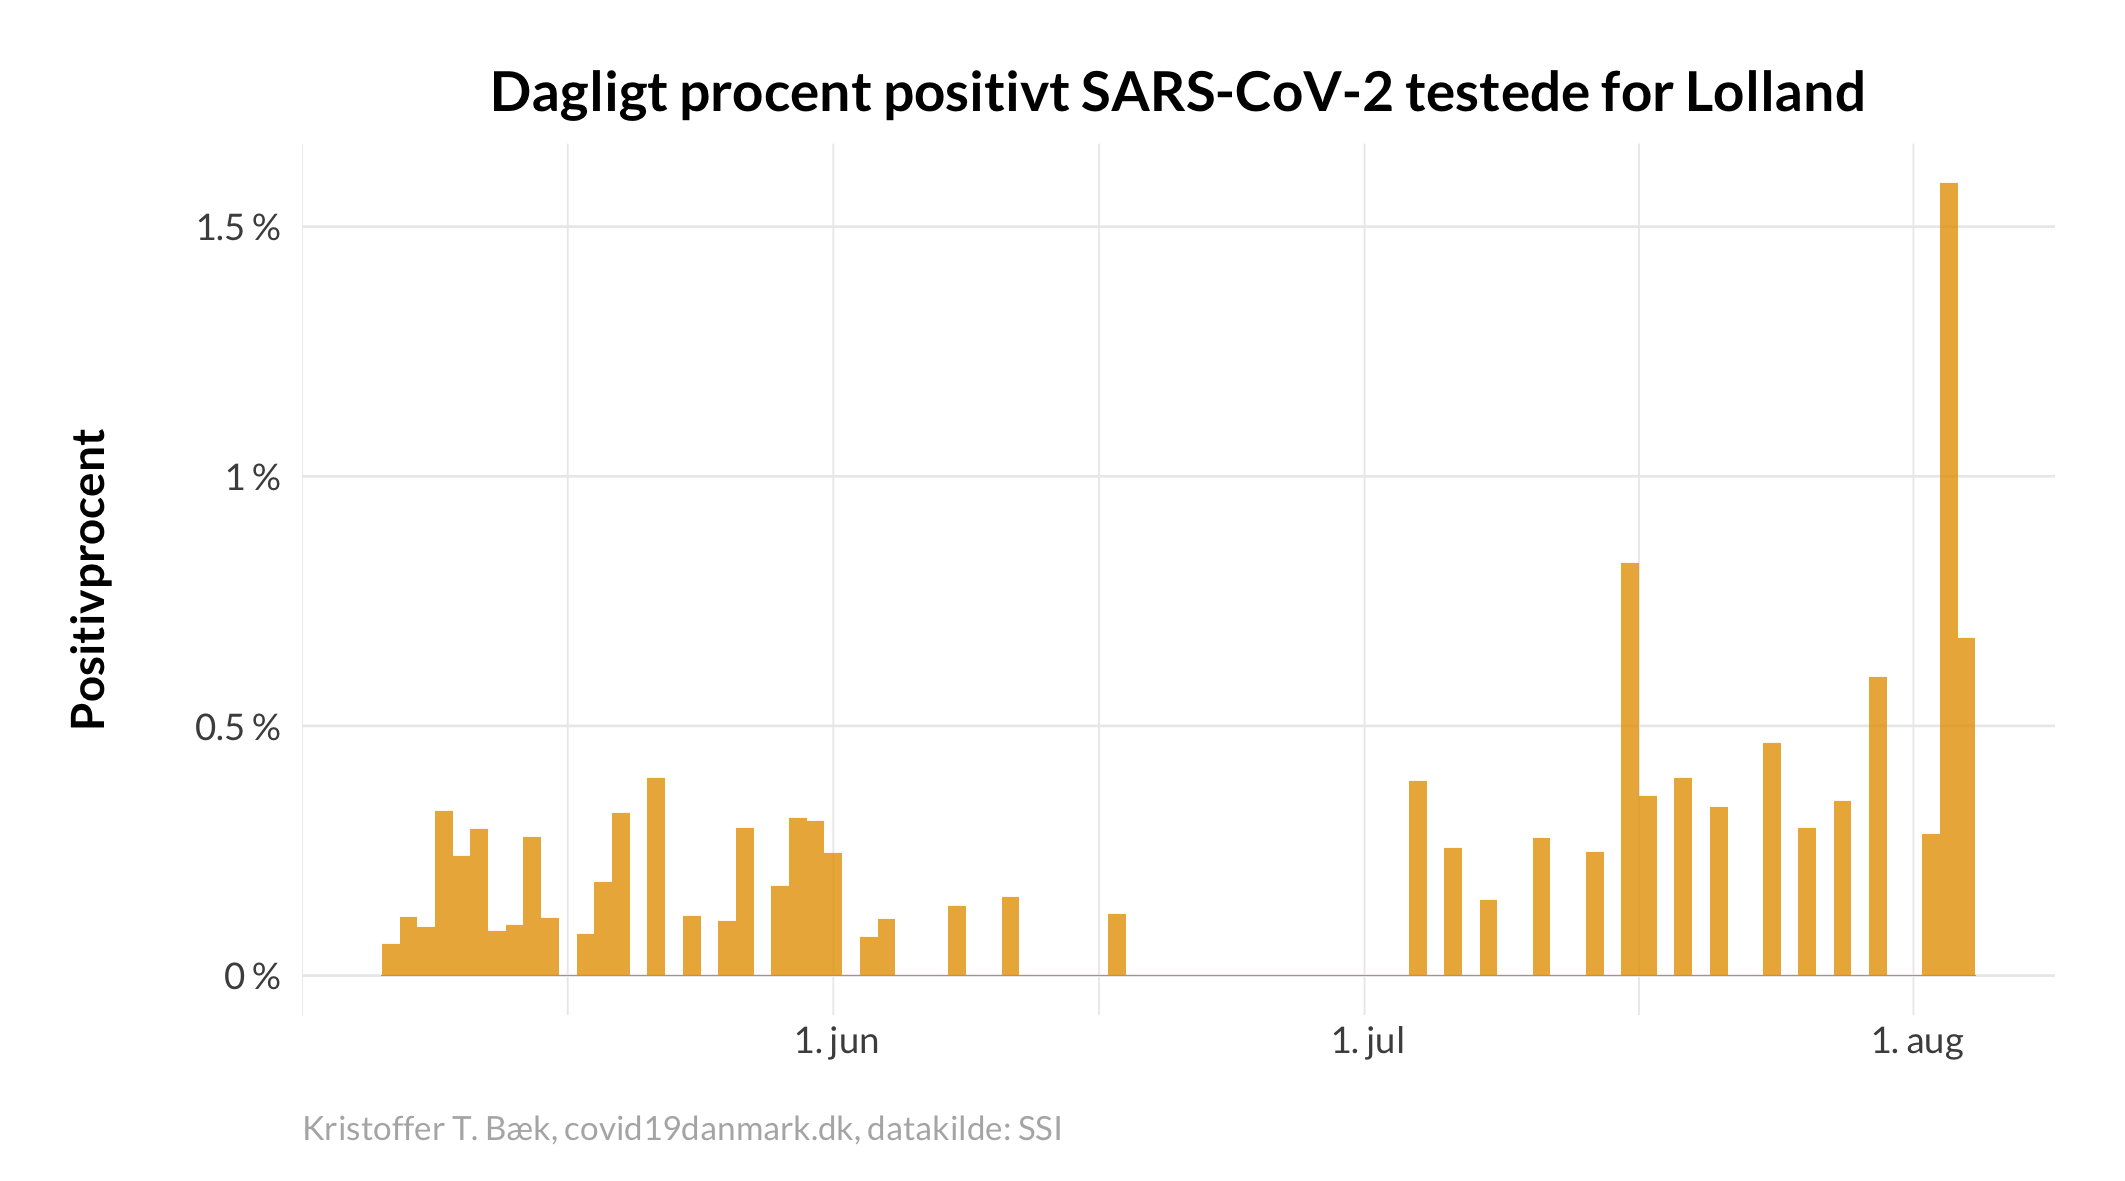 Dagligt procent positivt SARS-CoV-2 testede for Lolland
Positivprocent
1.5 %
1 %
0.5 %
0 %
1. jun
1. jul
1. aug
Kristoffer T. Bæk, covid19danmark.dk, datakilde: SSI